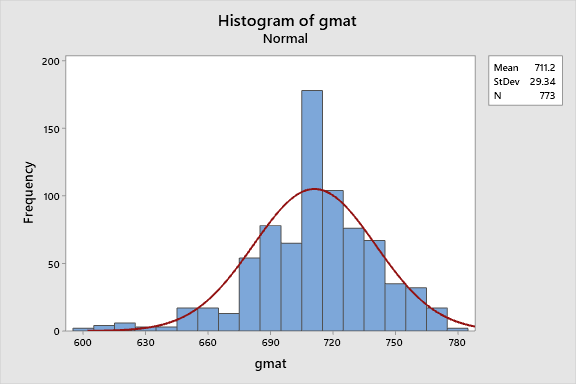 Histogram of gmat
Normal
Mean 711.2
StDev 29.34
N 773
200
150
100
50
0
Frequency
600 630 660 690 720 750 780
gmat